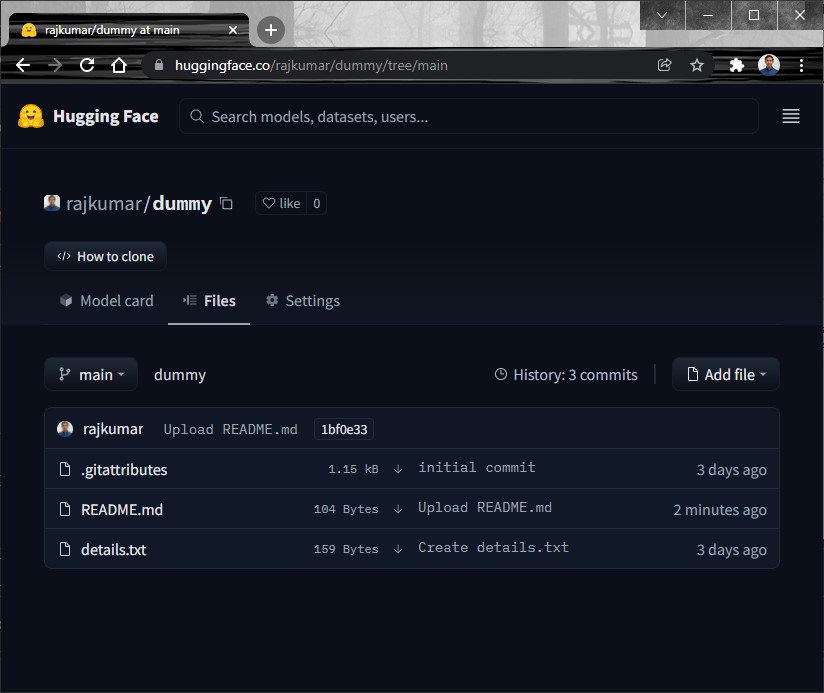 rajkumar/dummy at main
huggingface.co/rajkumar/dummy/tree/main
Hugging Face
Search models, datasets, users...
rajkumar/dummy
like 0
How to clone
Model card Files Settings
main dummy History: 3 commits Add file
rajkumar Upload README.md 1bf0e33
.gitattributes 1.15 kB initial commit 3 days ago
README.md 104 Bytes Upload README.md 2 minutes ago
details.txt 159 Bytes Create details.txt 3 days ago